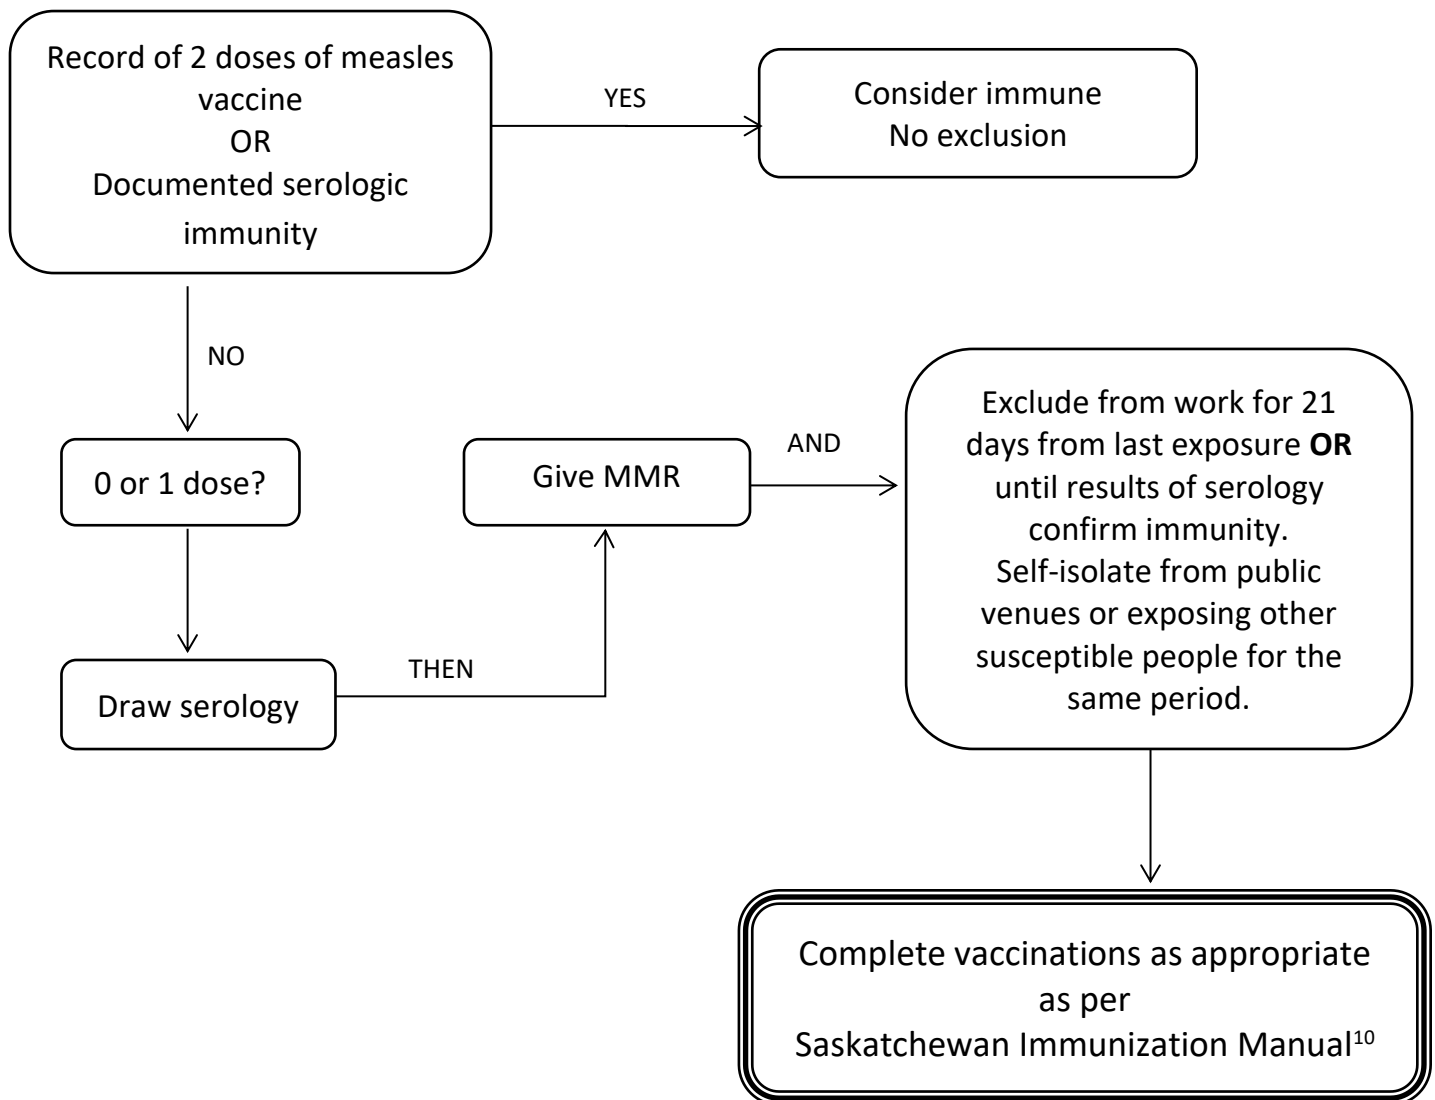 Record of 2 doses of measles
vaccine
OR
Documented serologic
immunity
YES
Consider immune
No exclusion
NO
0 or 1 dose?
Draw serology
THEN
Give MMR
AND
Exclude from work for 21
days from last exposure OR
until results of serology
confirm immunity.
Self-isolate from public
venues or exposing other
susceptible people for the
same period.
Complete vaccinations as appropriate
as per
Saskatchewan Immunization Manual¹⁰